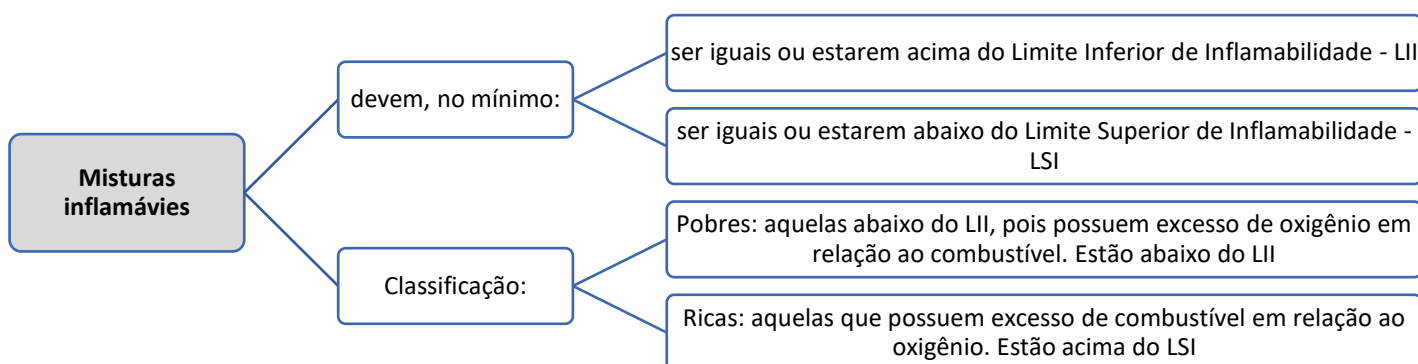 Misturas
inflamávies
devem, no mínimo:
ser iguais ou estarem acima do Limite Inferior de Inflamabilidade - LII
ser iguais ou estarem abaixo do Limite Superior de Inflamabilidade -
LSI
Classificação:
Pobres: aquelas abaixo do LII, pois possuem excesso de oxigênio em
relação ao combustível. Estão abaixo do LII
Ricas: aquelas que possuem excesso de combustível em relação ao
oxigênio. Estão acima do LSI